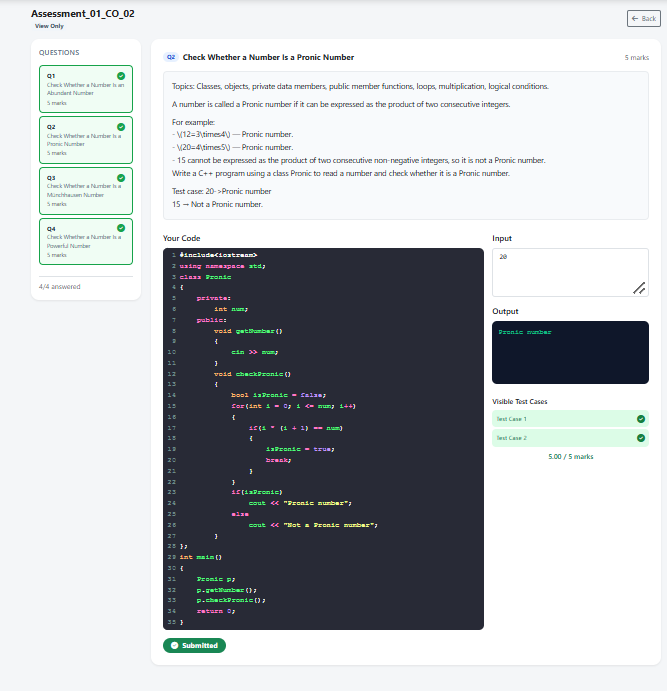 Assessment_01_CO_02
View Only
← Back
QUESTIONS
Q1
Check Whether a Number Is an
Abundant Number
5 marks
Q2
Check Whether a Number Is a
Pronic Number
5 marks
Q3
Check Whether a Number Is a
Münchhausen Number
5 marks
Q4
Check Whether a Number Is a
Powerful Number
5 marks
4/4 answered
Q2 Check Whether a Number Is a Pronic Number
5 marks
Topics: Classes, objects, private data members, public member functions, loops, multiplication, logical conditions.
A number is called a Pronic number if it can be expressed as the product of two consecutive integers.
For example:
- \(12=3\times4\) — Pronic number.
- \(20=4\times5\) — Pronic number.
- 15 cannot be expressed as the product of two consecutive non-negative integers, so it is not a Pronic number.
Write a C++ program using a class Pronic to read a number and check whether it is a Pronic number.
Test case: 20->Pronic number
15 → Not a Pronic number.
Your Code
1 #include<iostream>
2 using namespace std;
3 class Pronic
4 {
5 private:
6 int num;
7 public:
8 void getNumber()
9 {
10 cin >> num;
11 }
12 void checkPronic()
13 {
14 bool isPronic = false;
15 for(int i = 0; i <= num; i++)
16 {
17 if(i * (i + 1) == num)
18 {
19 isPronic = true;
20 break;
21 }
22 }
23 if(isPronic)
24 cout << "Pronic number";
25 else
26 cout << "Not a Pronic number";
27 }
28 };
29 int main()
30 {
31 Pronic p;
32 p.getNumber();
33 p.checkPronic();
34 return 0;
35 }
Submitted
Input
20
Output
Pronic number
Visible Test Cases
Test Case 1
Test Case 2
5.00 / 5 marks